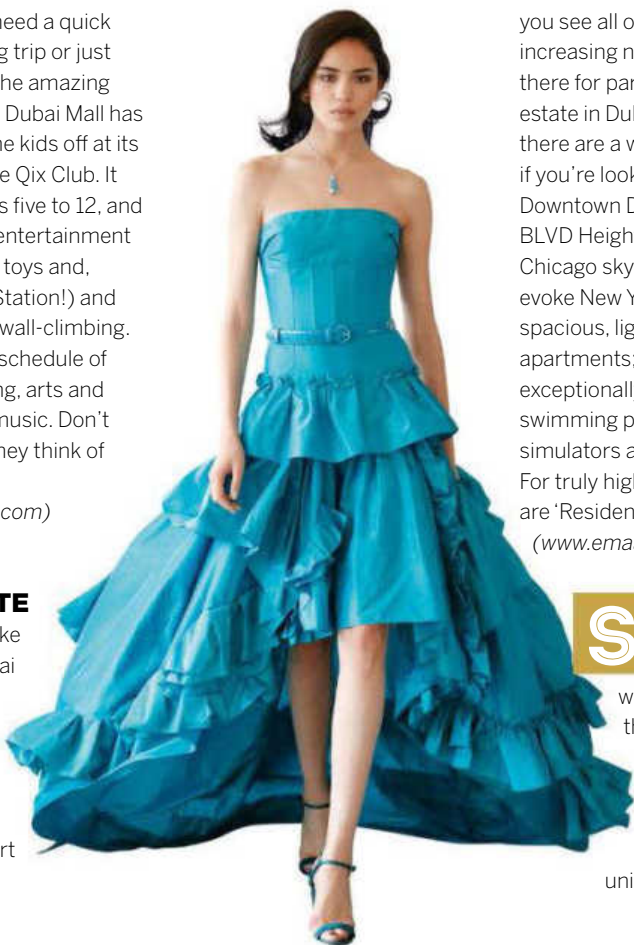 need a quick
g trip or just
he amazing
Dubai Mall has
e kids off at its
e Qix Club. It
s five to 12, and
entertainment
toys and,
Station!) and
wall-climbing.
schedule of
ng, arts and
music. Don't
hey think of
com)
TE
ke
ai
rt
you see all o
increasing n
there for par
estate in Dul
there are a w
if you're look
Downtown D
BLVD Heigh
Chicago sky
evoke New Y
spacious, lig
apartments;
exceptionally
swimming p
simulators a
For truly high
are 'Residen
(www.ema
S
w
th
uni